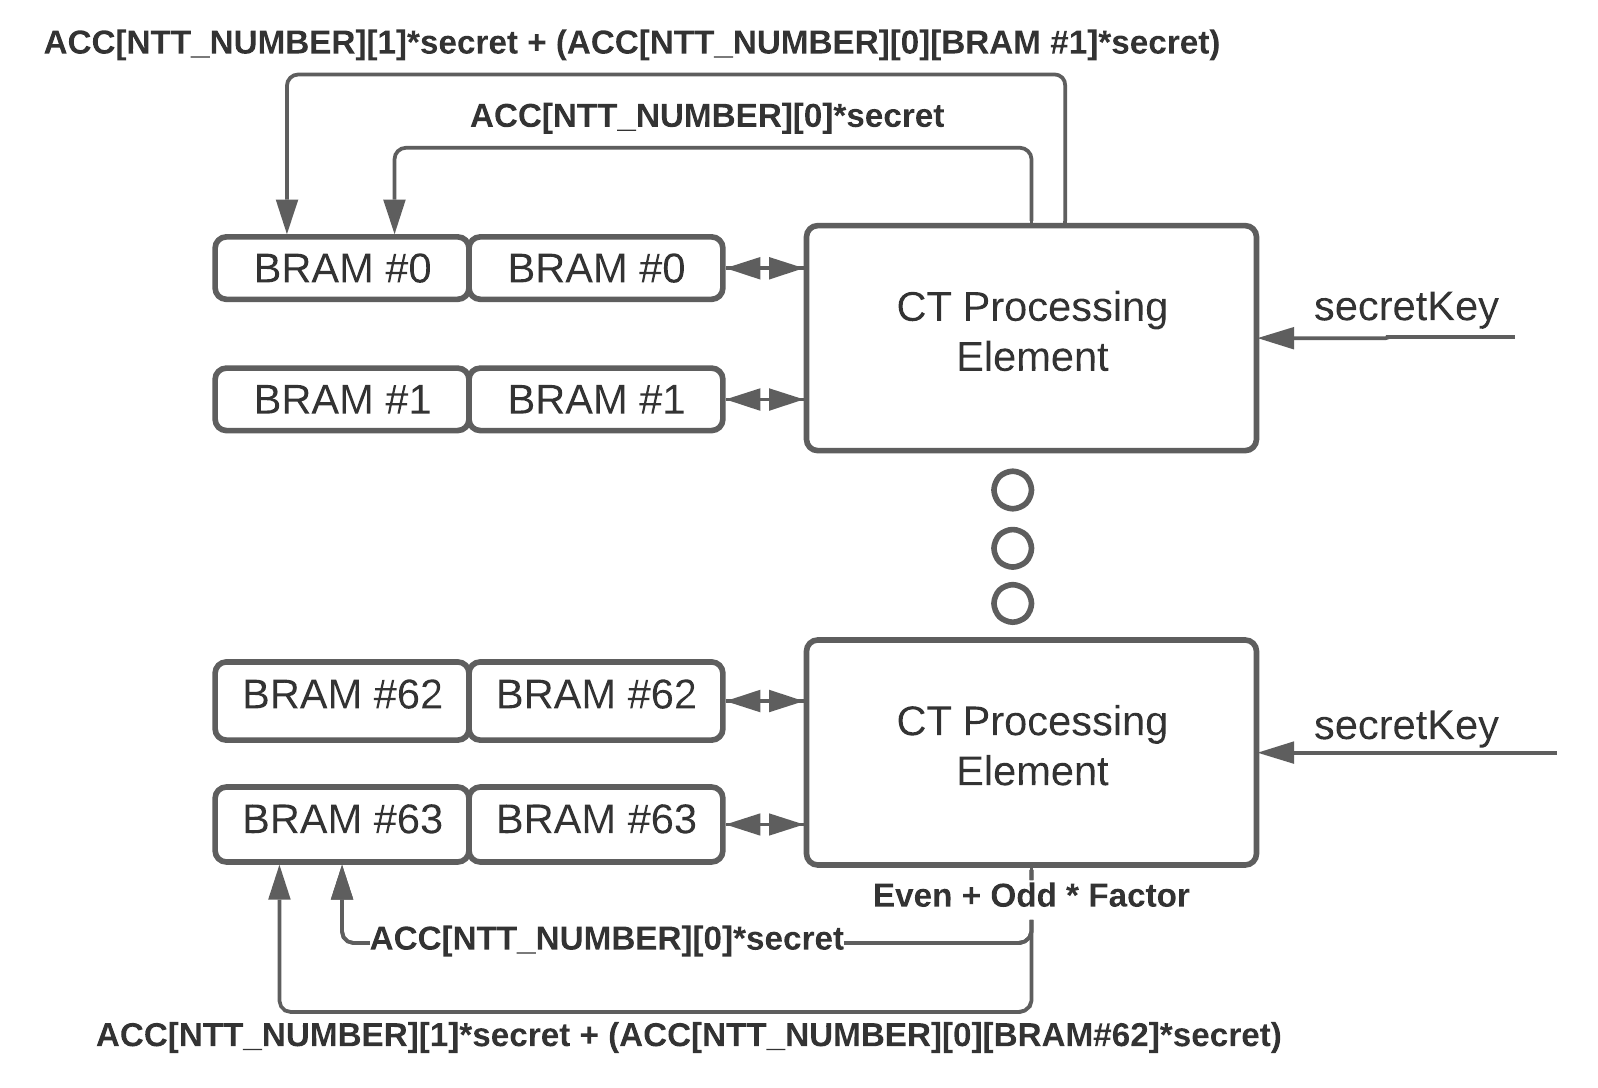 ACC[NTT_NUMBER][1]*secret + (ACC[NTT_NUMBER][0][BRAM #1]*secret)
ACC[NTT_NUMBER][0]*secret
BRAM #0
BRAM #0
BRAM #1
BRAM #1
CT Processing
Element
secretKey
BRAM #62
BRAM #62
BRAM #63
BRAM #63
CT Processing
Element
secretKey
Even + Odd * Factor
ACC[NTT_NUMBER][0]*secret
ACC[NTT_NUMBER][1]*secret + (ACC[NTT_NUMBER][0][BRAM#62]*secret)